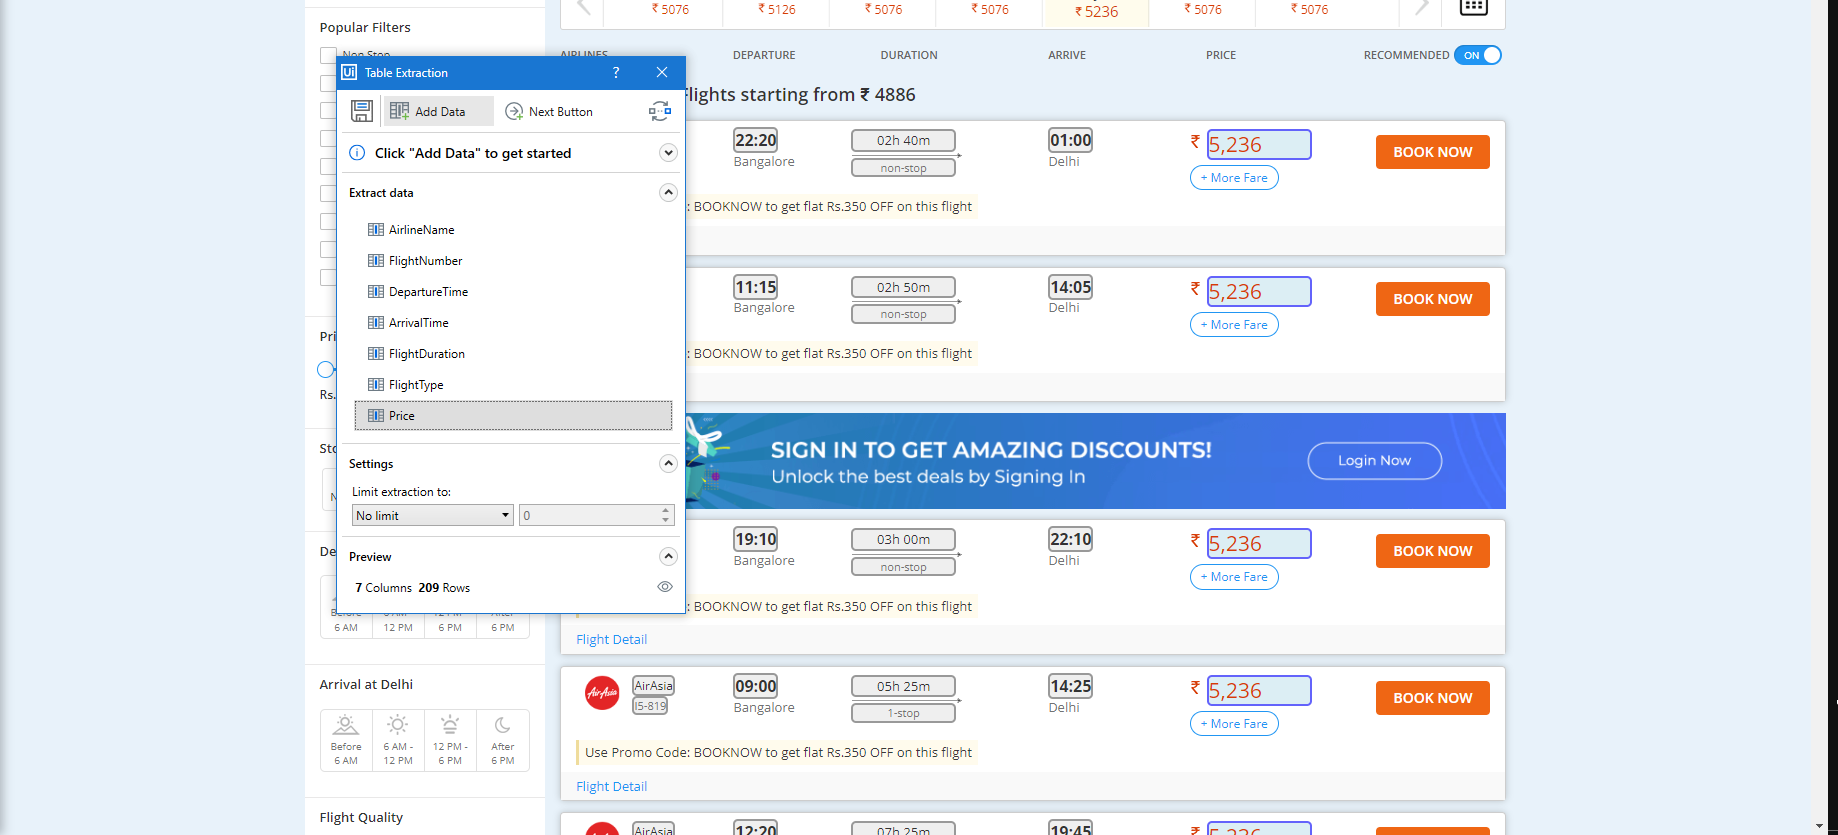 Popular Filters
₹ 5076
₹ 5126
₹ 5076
₹ 5076
₹ 5236
₹ 5076
₹ 5076
Non Stop
AIRLINES
DEPARTURE
DURATION
ARRIVE
PRICE
RECOMMENDED
ON
Flights starting from ₹ 4886
Ui Table Extraction
?
Add Data
Next Button
Click "Add Data" to get started
Extract data
AirlineName
FlightNumber
DepartureTime
ArrivalTime
FlightDuration
FlightType
Price
Settings
Limit extraction to:
No limit
0
Preview
7 Columns 209 Rows
22:20
Bangalore
02h 40m
non-stop
01:00
Delhi
₹ 5,236
+ More Fare
BOOK NOW
: BOOKNOW to get flat Rs.350 OFF on this flight
11:15
Bangalore
02h 50m
non-stop
14:05
Delhi
₹ 5,236
+ More Fare
BOOK NOW
: BOOKNOW to get flat Rs.350 OFF on this flight
Pri
Rs.
Sto
N
De
SIGN IN TO GET AMAZING DISCOUNTS!
Unlock the best deals by Signing In
Login Now
19:10
Bangalore
03h 00m
non-stop
22:10
Delhi
₹ 5,236
+ More Fare
BOOK NOW
: BOOKNOW to get flat Rs.350 OFF on this flight
Flight Detail
Before
6 AM
12 PM
6 PM
After
6 PM
Arrival at Delhi
Before
6 AM
6 AM -
12 PM
12 PM -
6 PM
After
6 PM
AirAsia
AirAsia
I5-819
09:00
Bangalore
05h 25m
1-stop
14:25
Delhi
₹ 5,236
+ More Fare
BOOK NOW
Use Promo Code: BOOKNOW to get flat Rs.350 OFF on this flight
Flight Detail
Flight Quality
AirAsia
12:20
07h 25m
19:45
₹ 5,236